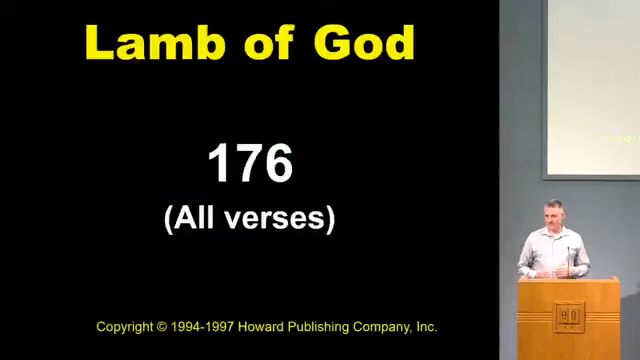 Lamb of God
176
(All verses)
Copyright © 1994-1997 Howard Publishing Company, Inc.